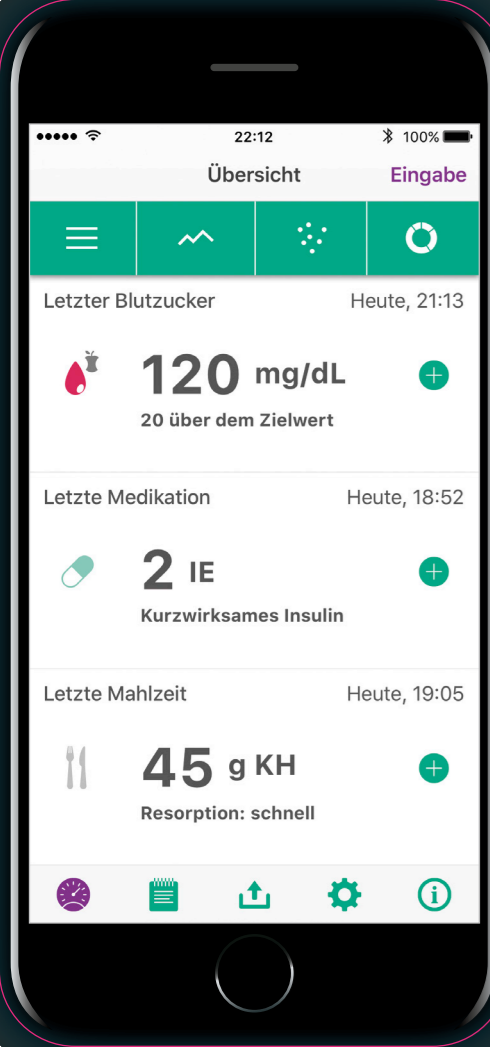 22:12
100%
Übersicht
Eingabe
Letzter Blutzucker
Heute, 21:13
120 mg/dL
20 über dem Zielwert
Letzte Medikation
Heute, 18:52
2 IE
Kurzwirksames Insulin
Letzte Mahlzeit
Heute, 19:05
45 g KH
Resorption: schnell